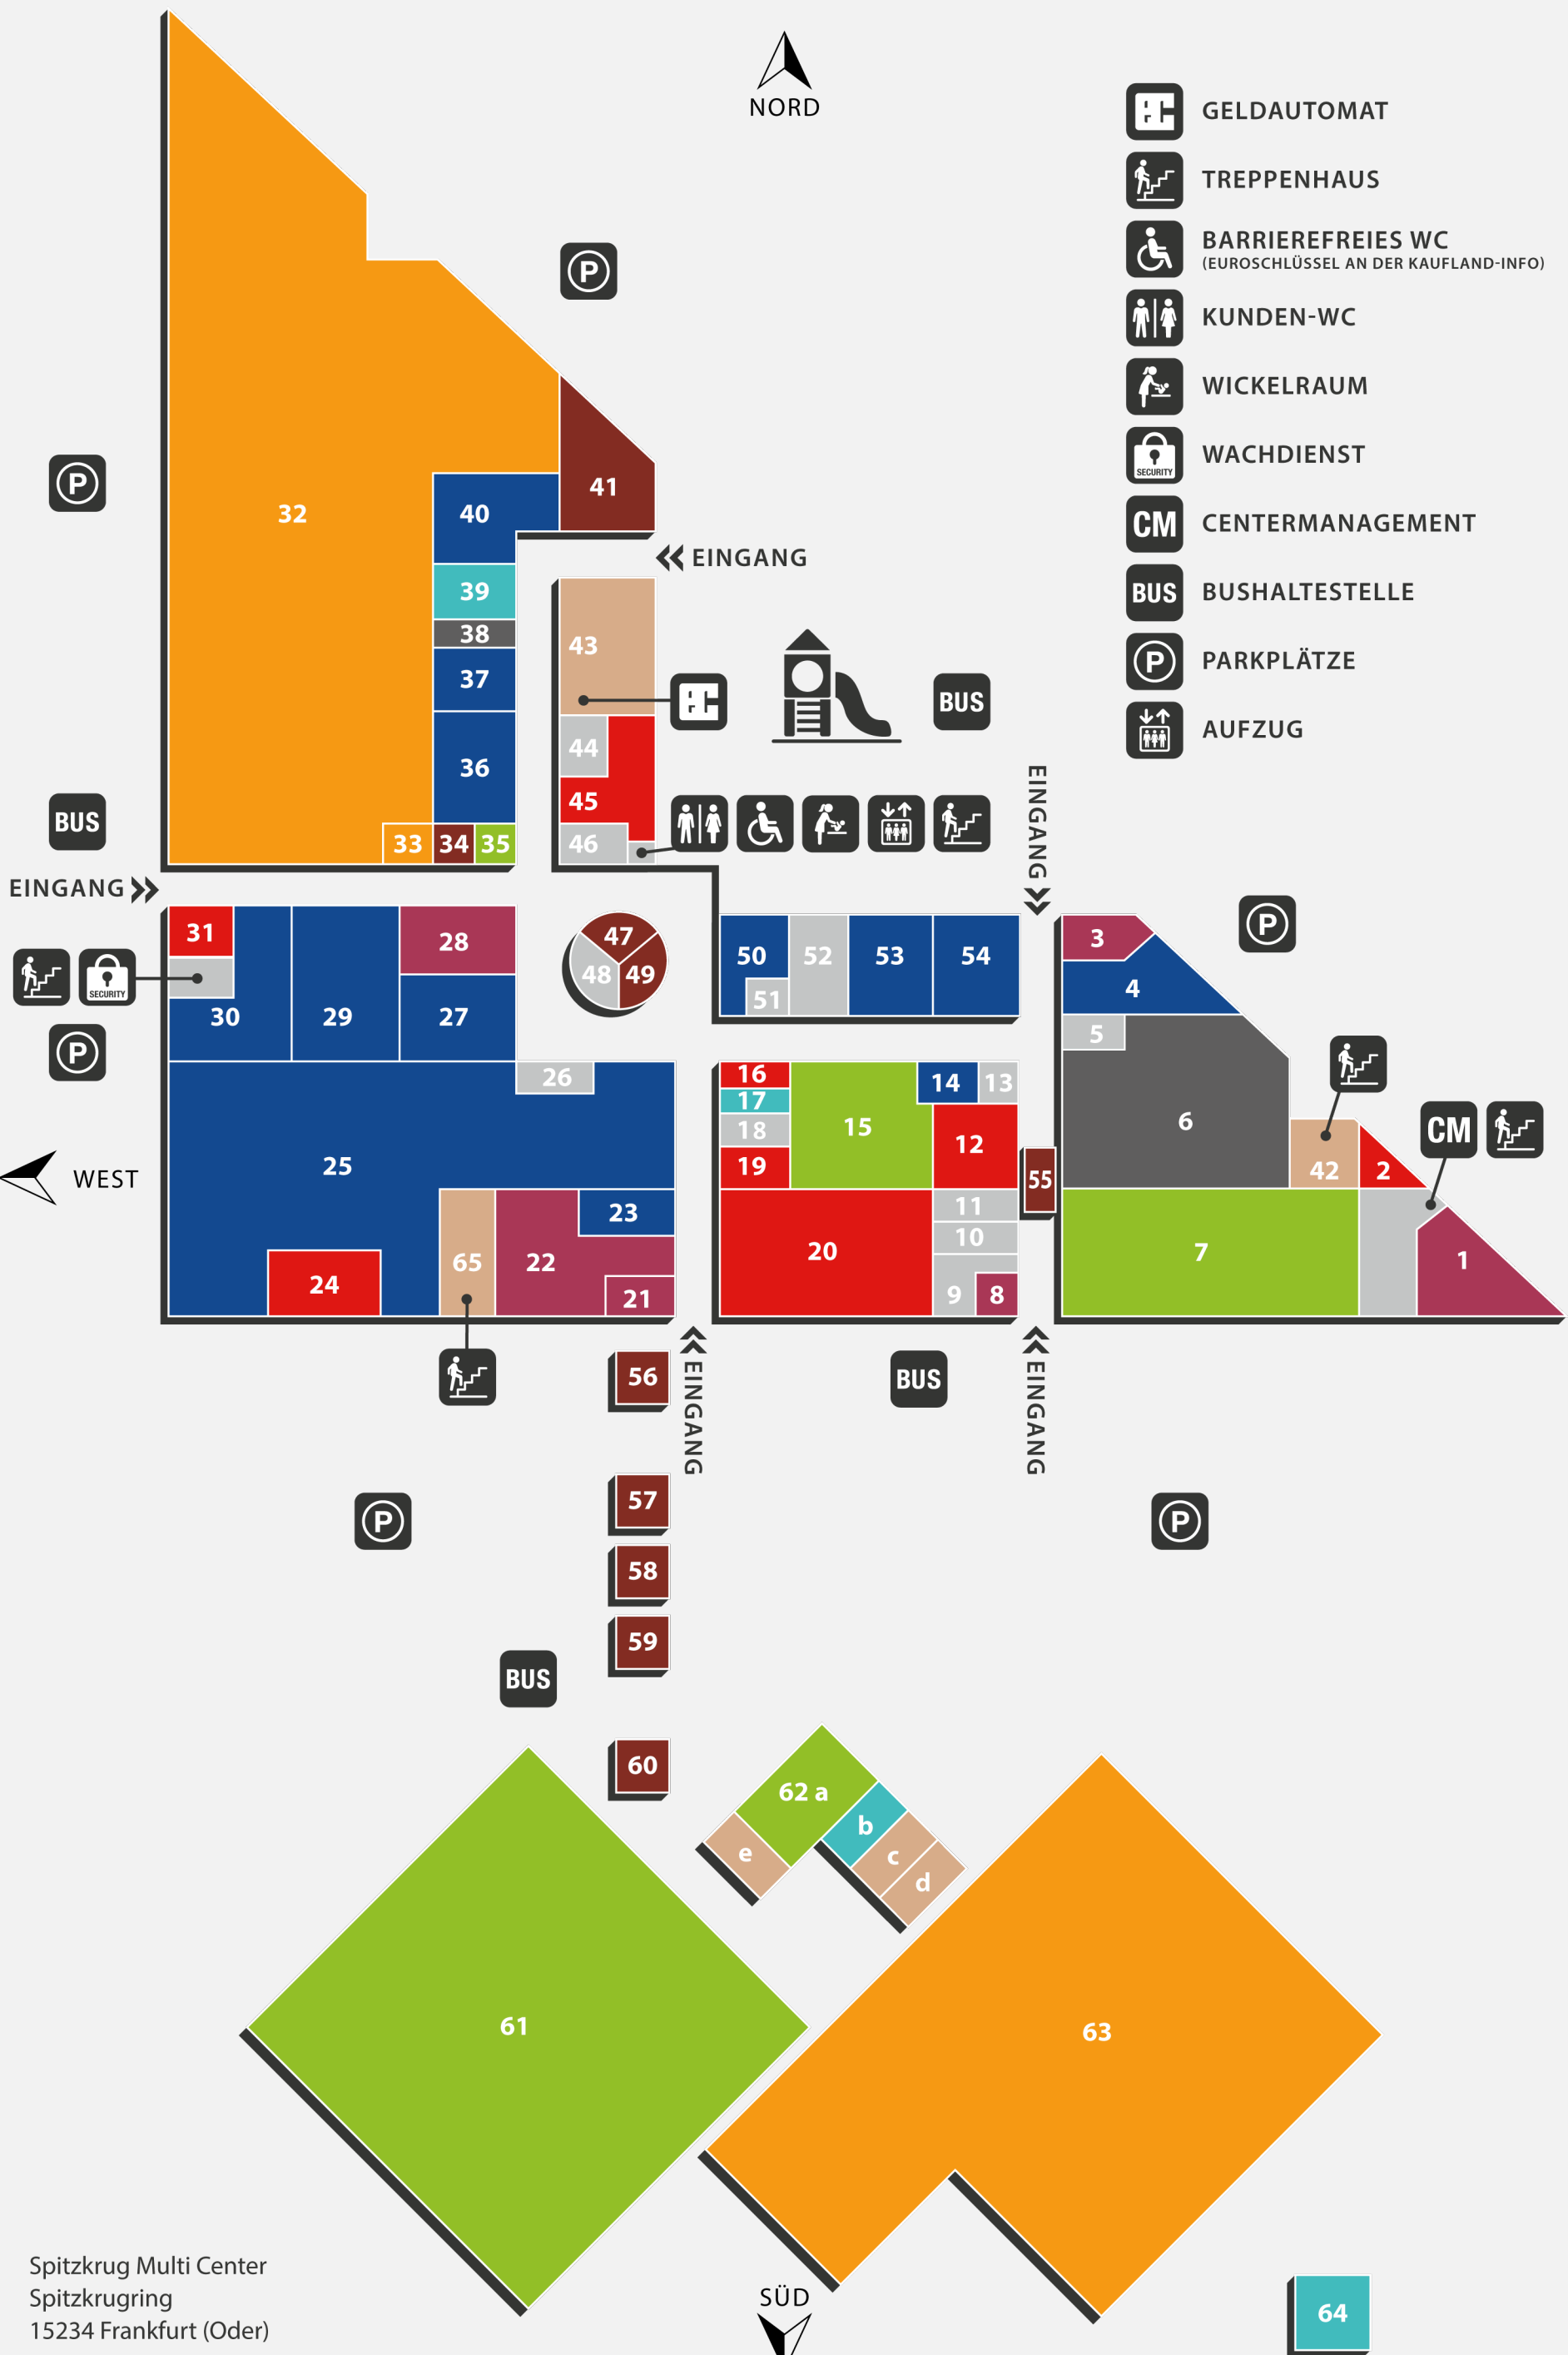 NORD
GELDAUTOMAT
TREPPENHAUS
BARRIEREFREIES WC
(EUROSCHLÜSSEL AN DER KAUFLAND-INFO)
KUNDEN-WC
WICKELRAUM
SECURITY
WACHDIENST
CM
CENTERMANAGEMENT
BUS
BUSHALTESTELLE
P
PARKPLÄTZE
AUFZUG
P
P
32
40
41
EINGANG
39
38
37
36
33
34
35
43
44
45
46
BUS
BUS
EINGANG
EINGANG
31
SECURITY
P
30
29
28
27
26
25
24
65
23
22
21
47
48
49
50
51
52
53
54
16
17
18
19
15
14
13
12
11
10
20
9
8
55
P
3
4
5
6
42
2
CM
7
1
EINGANG
EINGANG
BUS
WEST
56
57
58
59
60
P
P
BUS
62 a
b
c
d
e
61
63
64
Spitzkrug Multi Center
Spitzkrugring
15234 Frankfurt (Oder)
SÜD